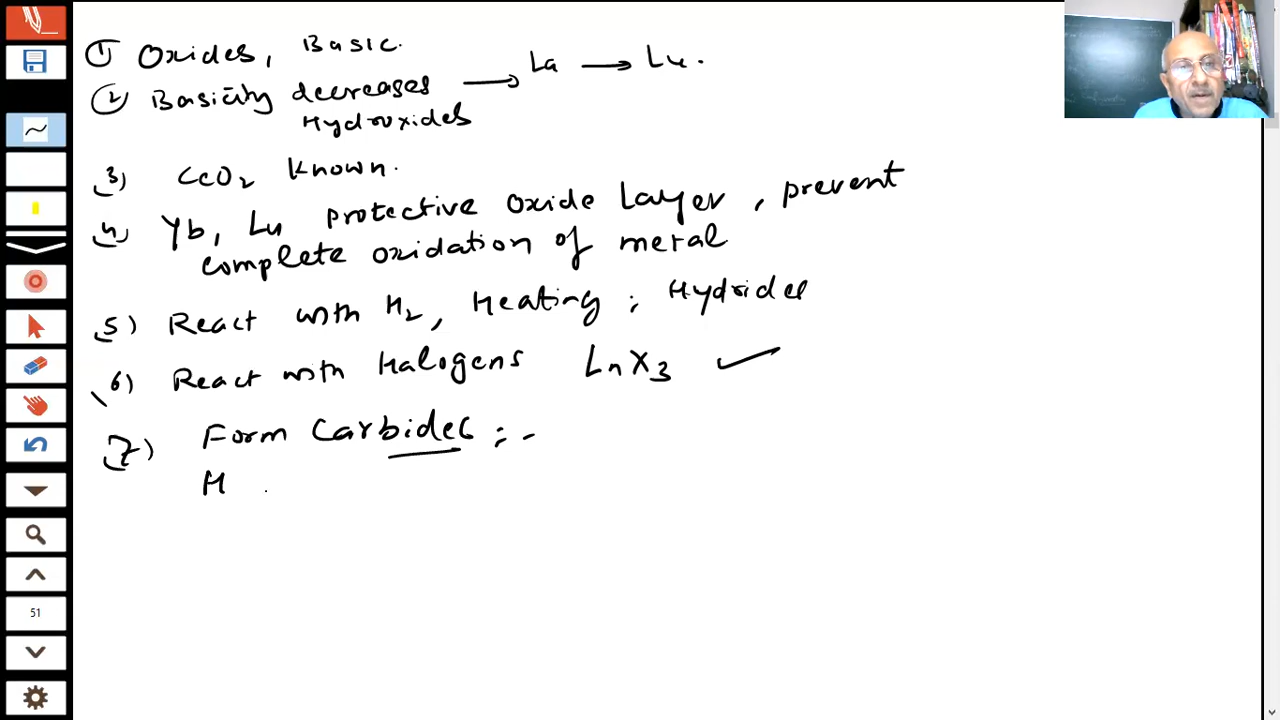 ① Oxides, Basic.
② Basicity decreases → La → Lu.
Hydroxides
3) CeO₂ Known.
4) Yb, Lu protective oxide Layer, prevent
complete oxidation of metal
5) React with H₂, Heating; Hydrides
6) React with Halogens LnX₃ ✓
7) Form Carbides :-
H
51